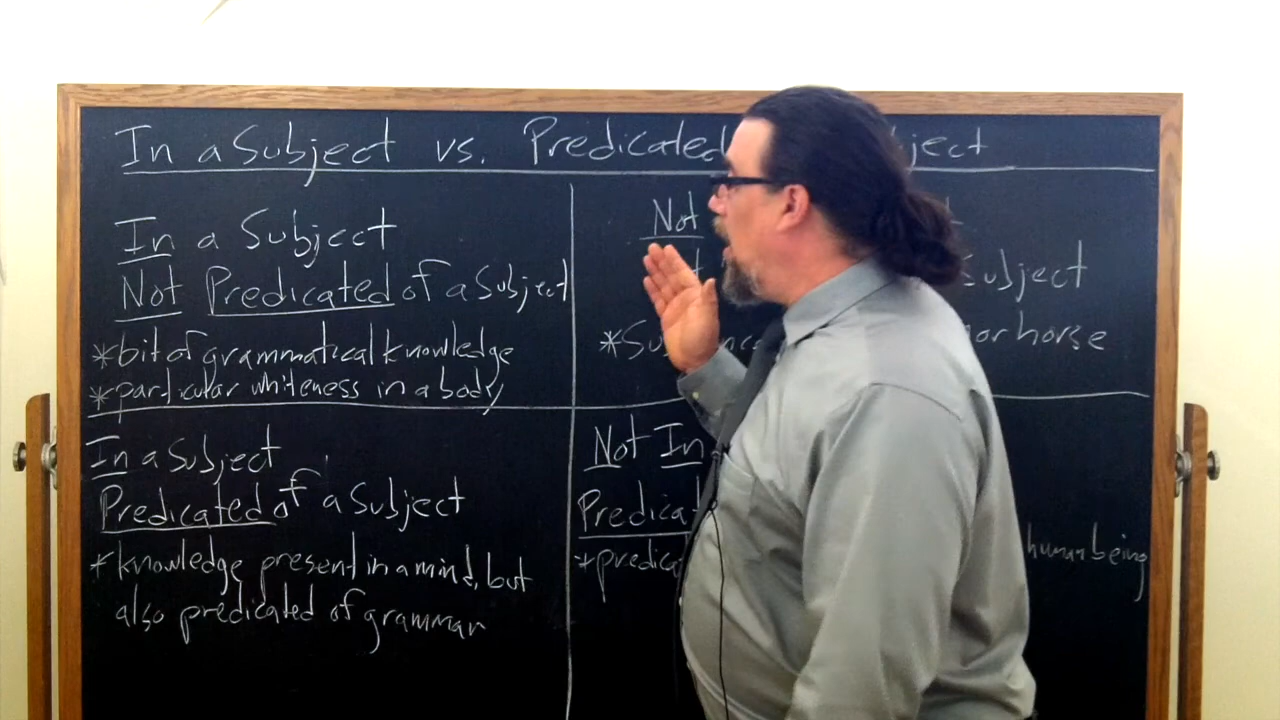 In a Subject vs. Predicated
In a Subject
Not Predicated of a Subject
*bit of grammatical knowledge
*particular whiteness in a body
Not
Subject
*
or horse
In a Subject
Predicated of a Subject
*knowledge present in a mind, but
also predicated of grammar
Not In
*
human being